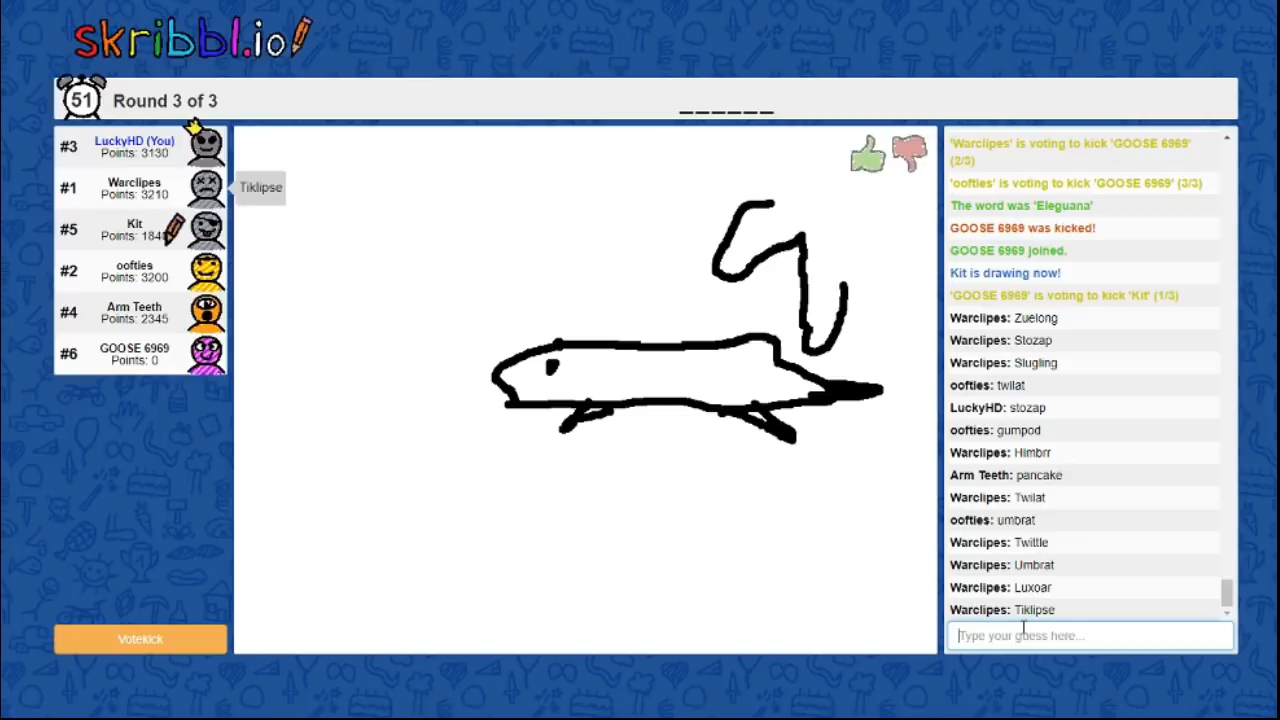 skribbl.io
51 Round 3 of 3 ______
#3 LuckyHD (You)
Points: 3130
#1 Warclipes
Points: 3210
Tiklipse
#5 Kit
Points: 184
#2 oofties
Points: 3200
#4 Arm Teeth
Points: 2345
#6 GOOSE 6969
Points: 0
Votekick
'Warclipes' is voting to kick 'GOOSE 6969'
(2/3)
'oofties' is voting to kick 'GOOSE 6969' (3/3)
The word was 'Eleguana'
GOOSE 6969 was kicked!
GOOSE 6969 joined.
Kit is drawing now!
'GOOSE 6969' is voting to kick 'Kit' (1/3)
Warclipes: Zuelong
Warclipes: Stozap
Warclipes: Slugling
oofties: twilat
LuckyHD: stozap
oofties: gumpod
Warclipes: Himbrr
Arm Teeth: pancake
Warclipes: Twilat
oofties: umbrat
Warclipes: Twittle
Warclipes: Umbrat
Warclipes: Luxoar
Warclipes: Tiklipse
Type your guess here...